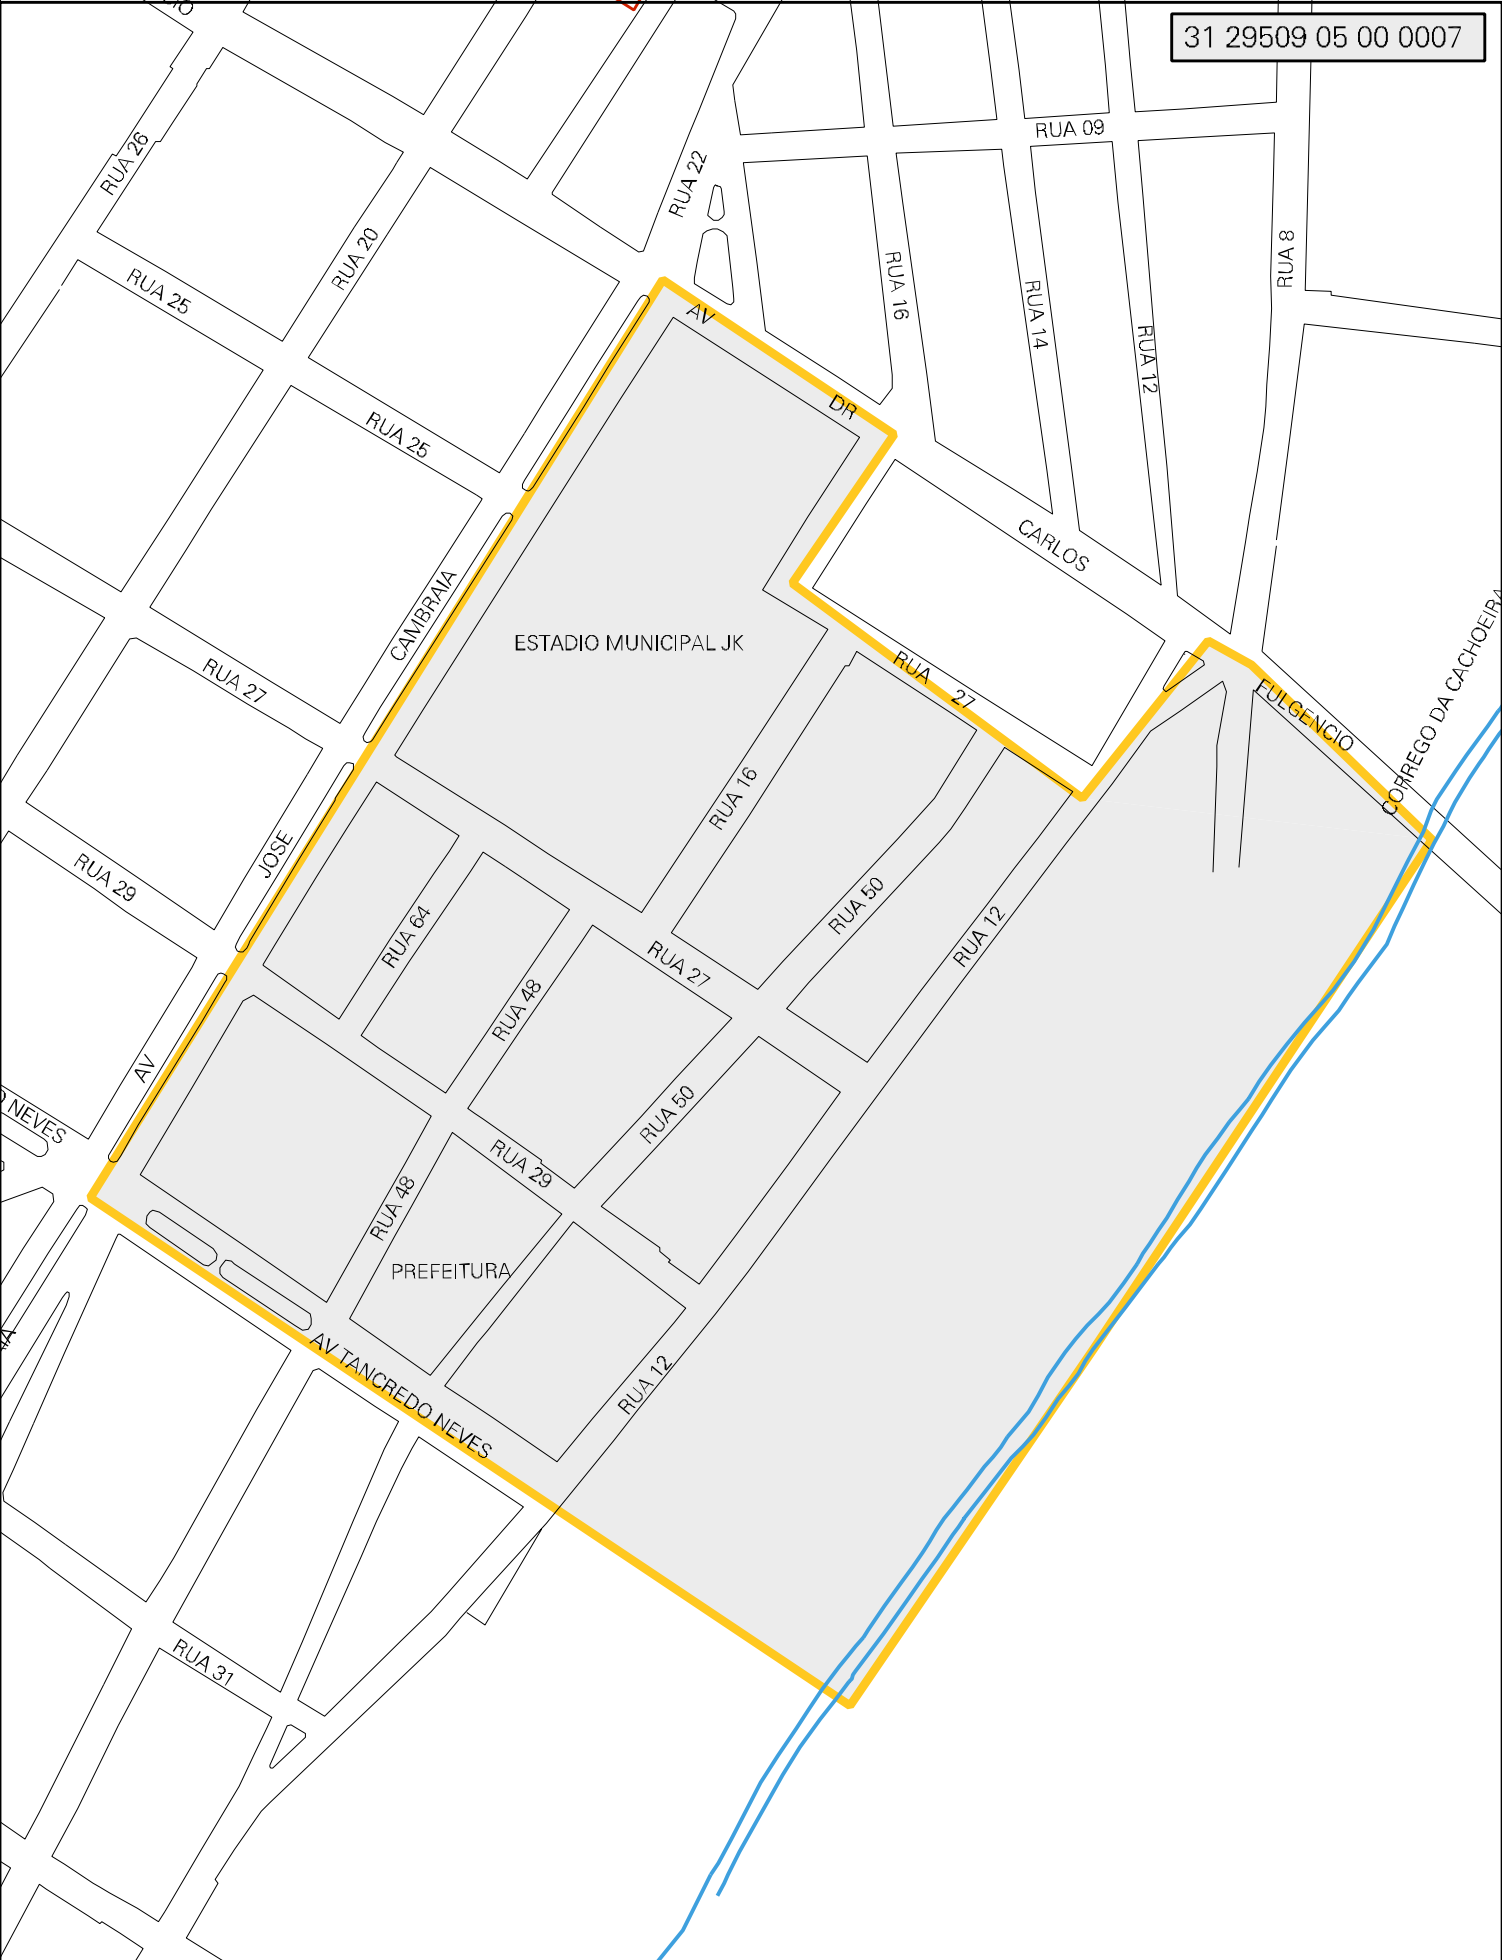 31 29509 05 00 0007
RUA 09
RUA 26
RUA 22
RUA 20
RUA 8
RUA 25
RUA 16
RUA 14
AV
RUA 12
DR
RUA 25
CARLOS
CAMBRAIA
ESTADIO MUNICIPAL JK
RUA 27
RUA 27
CORREGO DA CACHOEIRA
FULGENCIO
RUA 16
JOSE
RUA 29
RUA 50
RUA 64
RUA 12
RUA 27
RUA 48
AV
NEVES
RUA 50
RUA 29
RUA 48
PREFEITURA
AV TANCREDO NEVES
RUA 12
RUA 31